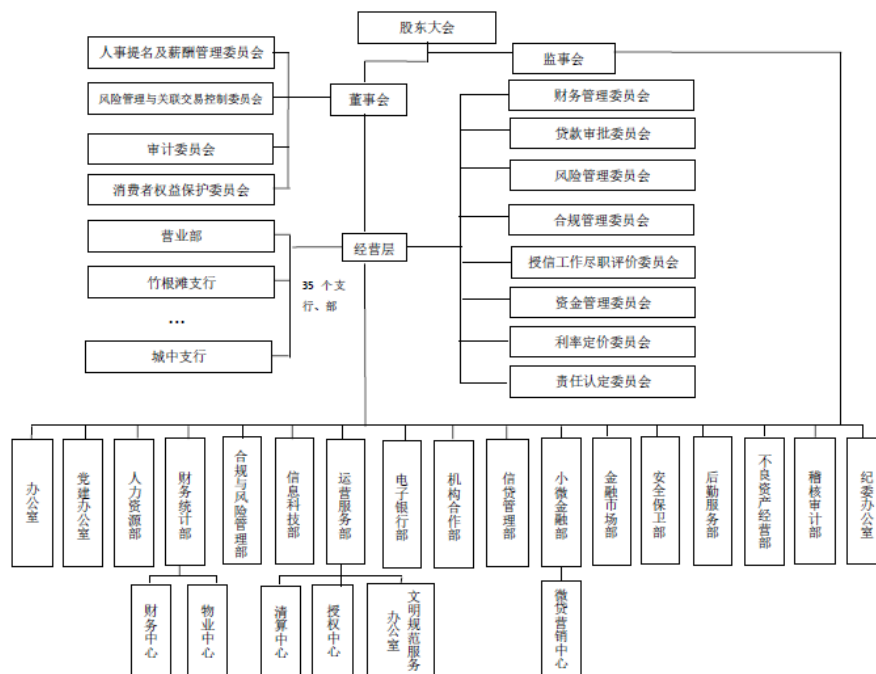 股东大会
人事提名及薪酬管理委员会
监事会
风险管理与关联交易控制委员会
董事会
财务管理委员会
贷款审批委员会
审计委员会
风险管理委员会
消费者权益保护委员会
合规管理委员会
营业部
经营层
授信工作尽职评价委员会
竹根滩支行
35 个支
行、部
资金管理委员会
...
利率定价委员会
城中支行
责任认定委员会
办公室
党建办公室
人力资源部
财务统计部
合规与风险管理部
信息科技部
运营服务部
电子银行部
机构合作部
信贷管理部
小微金融部
金融市场部
安全保卫部
后勤服务部
不良资产经营部
稽核审计部
纪委办公室
财务中心
物业中心
清算中心
授权中心
文明规范服务
办公室
微贷营销中心